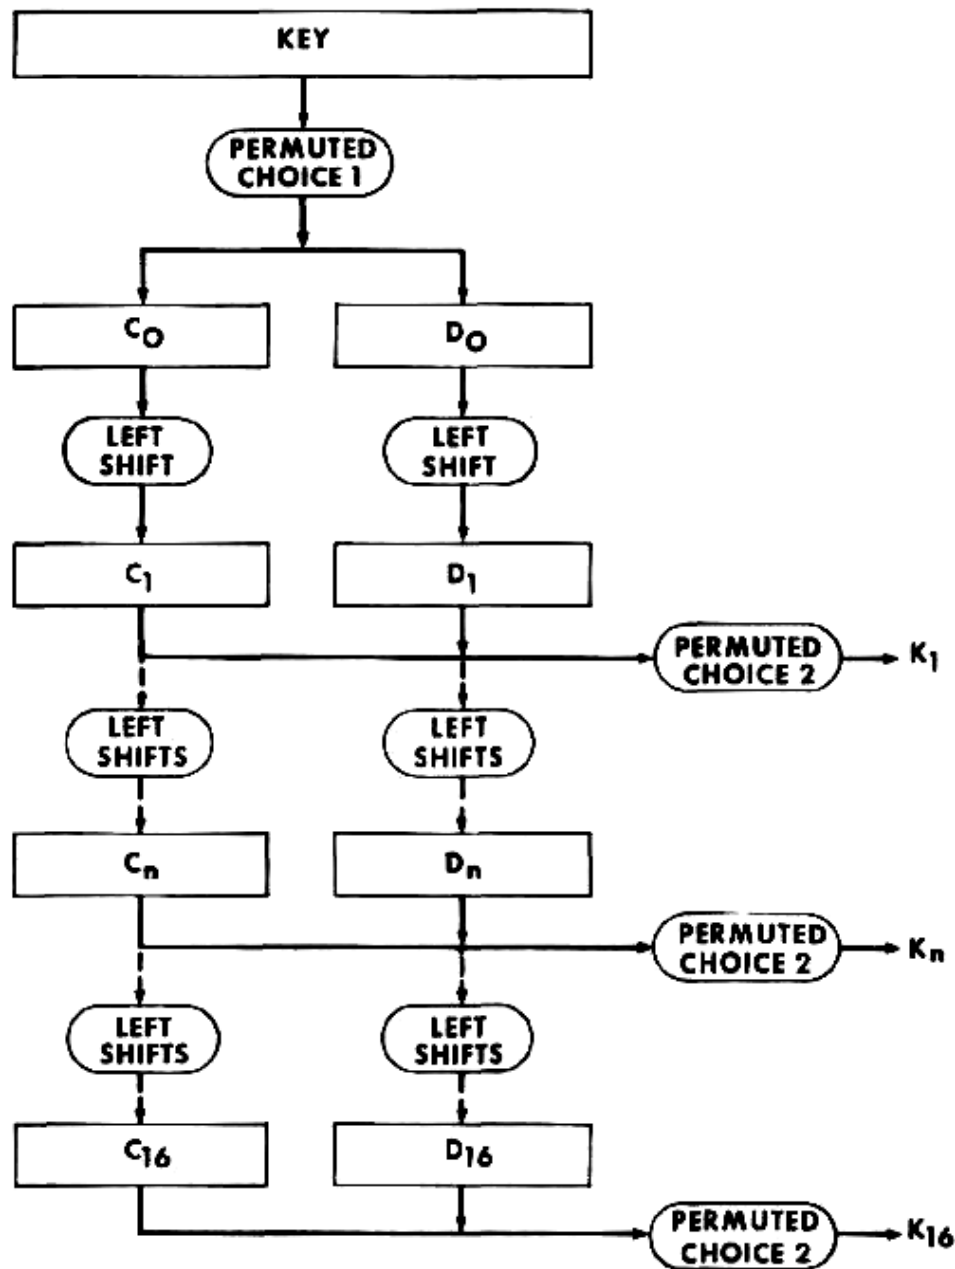 KEY
PERMUTED
CHOICE 1
C0
D0
LEFT
SHIFT
LEFT
SHIFT
C1
D1
PERMUTED
CHOICE 2
K1
LEFT
SHIFTS
LEFT
SHIFTS
Cn
Dn
PERMUTED
CHOICE 2
Kn
LEFT
SHIFTS
LEFT
SHIFTS
C16
D16
PERMUTED
CHOICE 2
K16